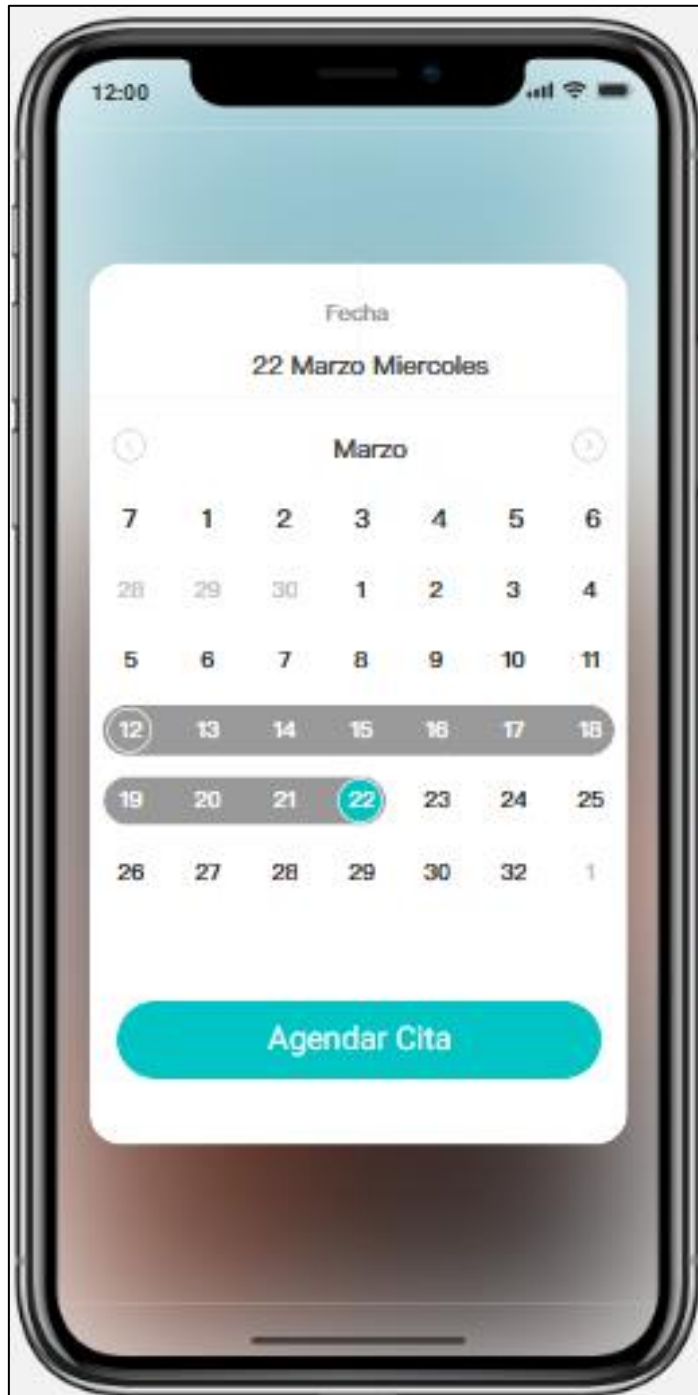 12:00
Fecha
22 Marzo Miercoles
Marzo
7 1 2 3 4 5 6
28 29 30 1 2 3 4
5 6 7 8 9 10 11
12 13 14 15 16 17 18
19 20 21 22 23 24 25
26 27 28 29 30 32 1
Agendar Cita